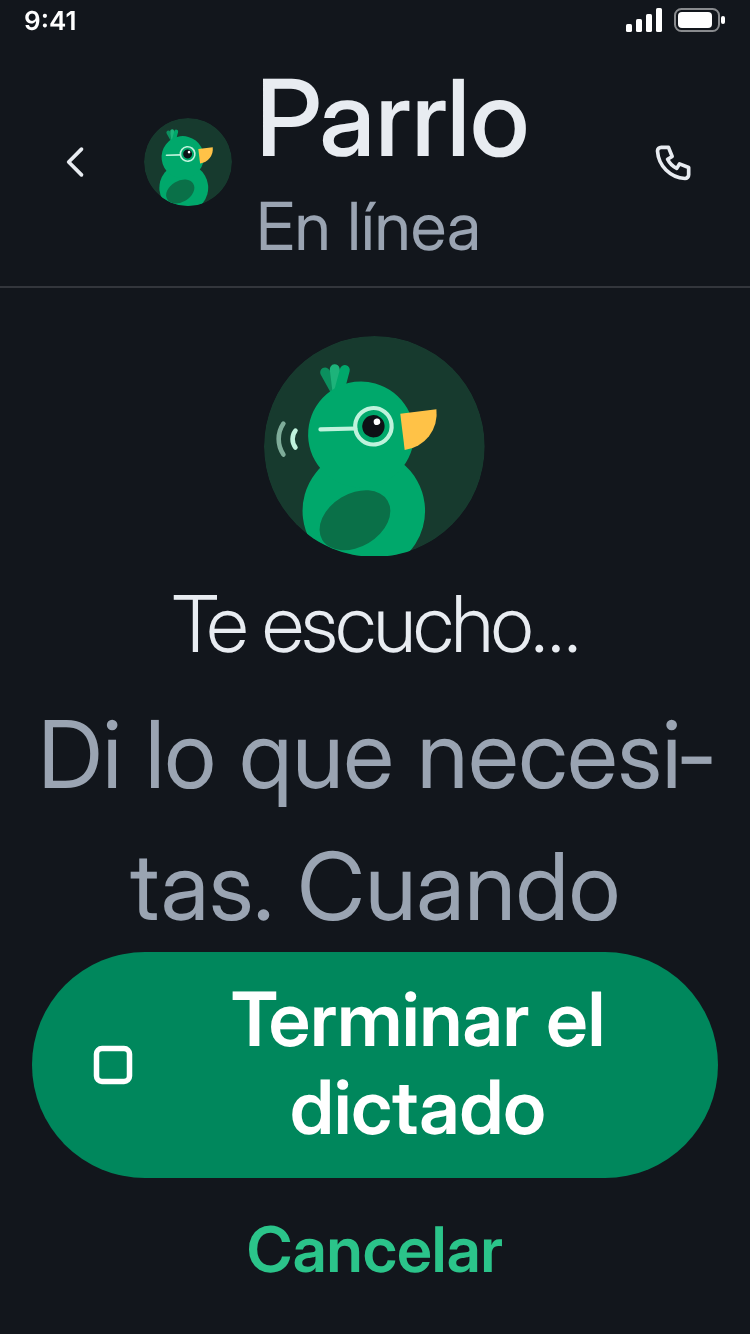 9:41
Parrlo
En línea
Te escucho...
Di lo que necesi-
tas. Cuando
Terminar el
dictado
Cancelar